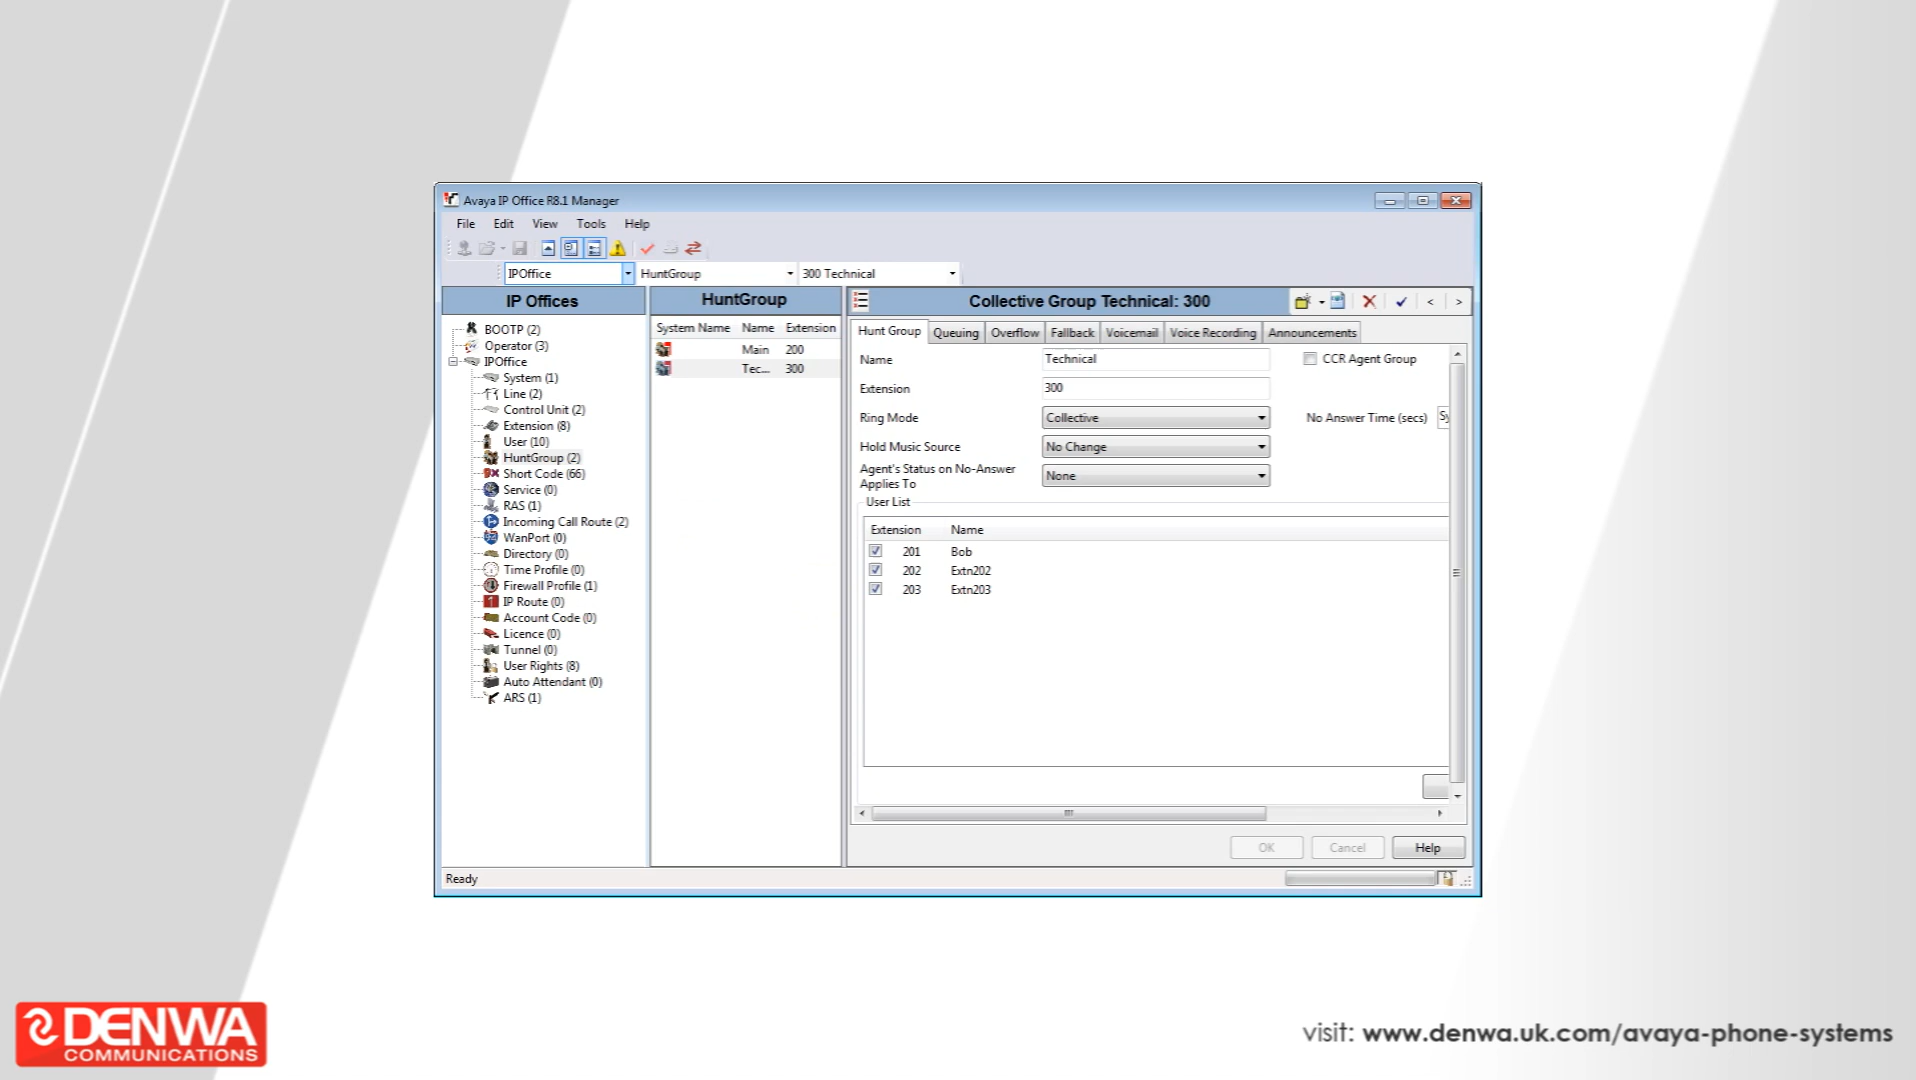 Avaya IP Office R8.1 Manager
File Edit View Tools Help
IPOffice HuntGroup 300 Technical
IP Offices
BOOTP (2)
Operator (3)
IPOffice
System (1)
Line (2)
Control Unit (2)
Extension (8)
User (10)
HuntGroup (2)
Short Code (66)
Service (0)
RAS (1)
Incoming Call Route (2)
WanPort (0)
Directory (0)
Time Profile (0)
Firewall Profile (1)
IP Route (0)
Account Code (0)
Licence (0)
Tunnel (0)
User Rights (8)
Auto Attendant (0)
ARS (1)
HuntGroup
System Name Name Extension
Main 200
Tec... 300
Collective Group Technical: 300
Hunt Group Queuing Overflow Fallback Voicemail Voice Recording Announcements
Name Technical CCR Agent Group
Extension 300
Ring Mode Collective No Answer Time (secs) Sy
Hold Music Source No Change
Agent's Status on No-Answer
Applies To None
User List
Extension Name
201 Bob
202 Extn202
203 Extn203
OK Cancel Help
Ready
DENWA
COMMUNICATIONS
visit: www.denwa.uk.com/avaya-phone-systems